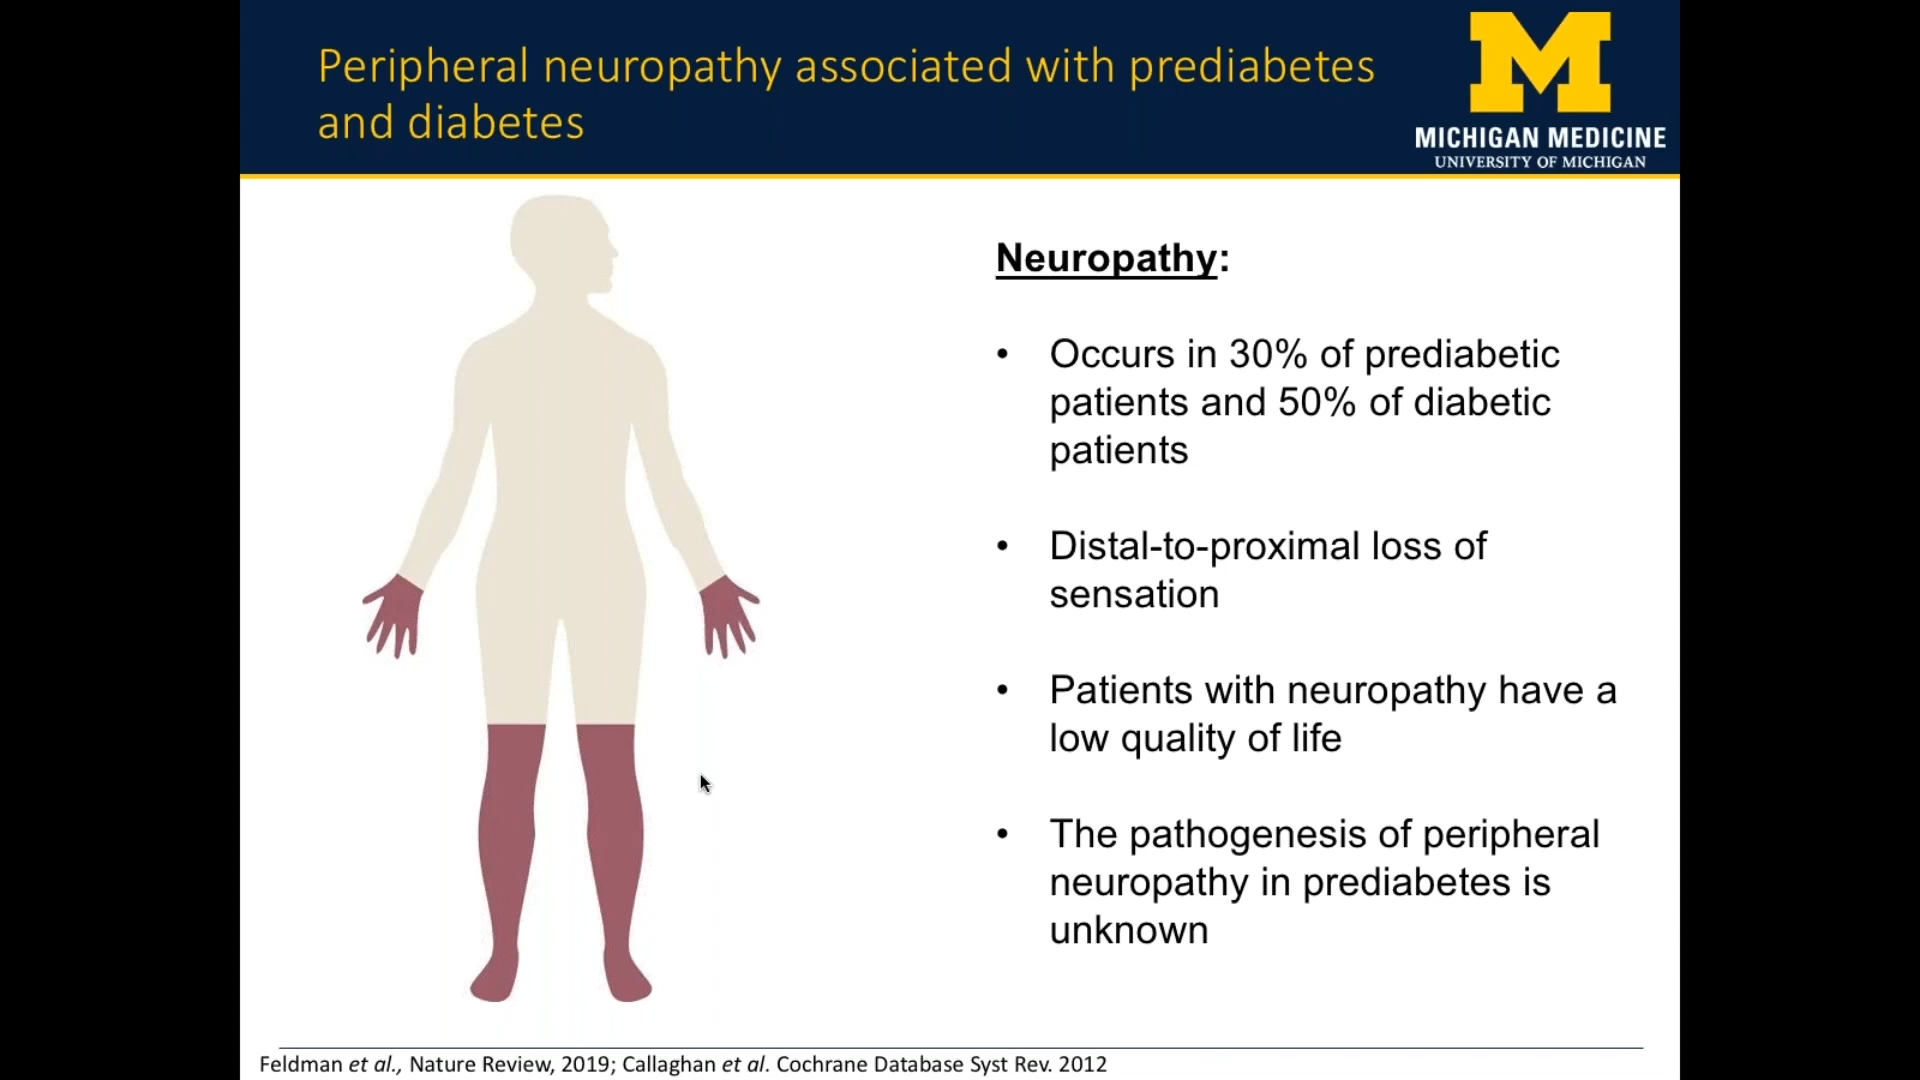 Peripheral neuropathy associated with prediabetes
and diabetes
M
MICHIGAN MEDICINE
UNIVERSITY OF MICHIGAN
Neuropathy:
• Occurs in 30% of prediabetic
patients and 50% of diabetic
patients
• Distal-to-proximal loss of
sensation
• Patients with neuropathy have a
low quality of life
• The pathogenesis of peripheral
neuropathy in prediabetes is
unknown
Feldman et al., Nature Review, 2019; Callaghan et al. Cochrane Database Syst Rev. 2012